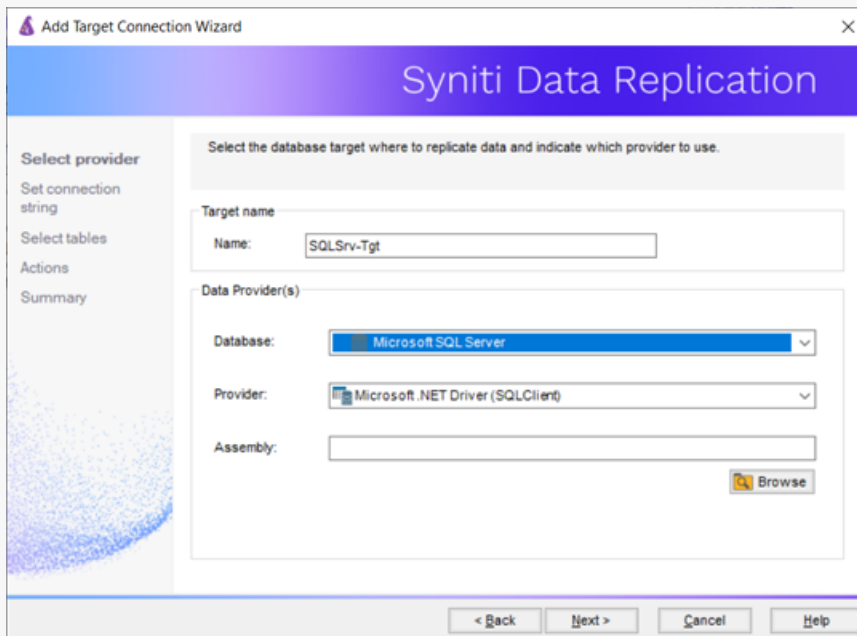 Add Target Connection Wizard
Syniti Data Replication
Select provider
Set connection
string
Select tables
Actions
Summary
Select the database target where to replicate data and indicate which provider to use.
Target name
Name:
SQLSrv-Tgt
Data Provider(s)
Database:
Microsoft SQL Server
Provider:
Microsoft .NET Driver (SQLClient)
Assembly:
Browse
< Back
Next >
Cancel
Help